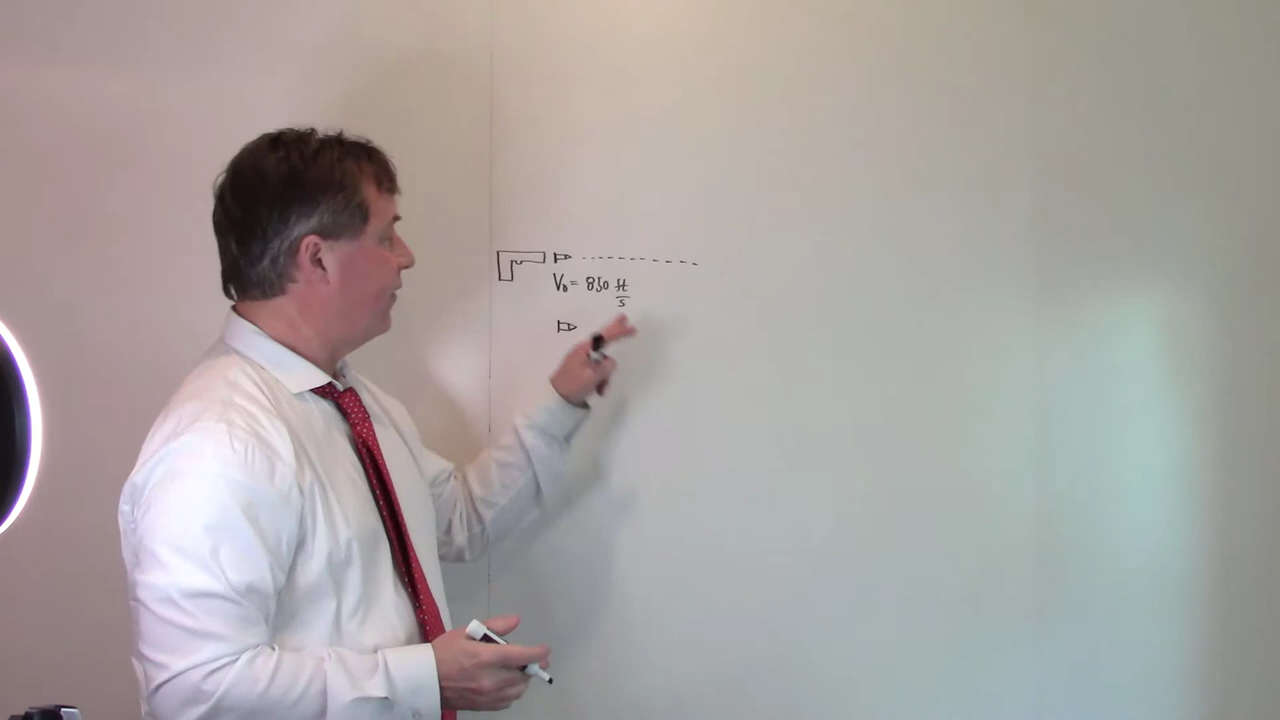 V₀ = 850 ft/s